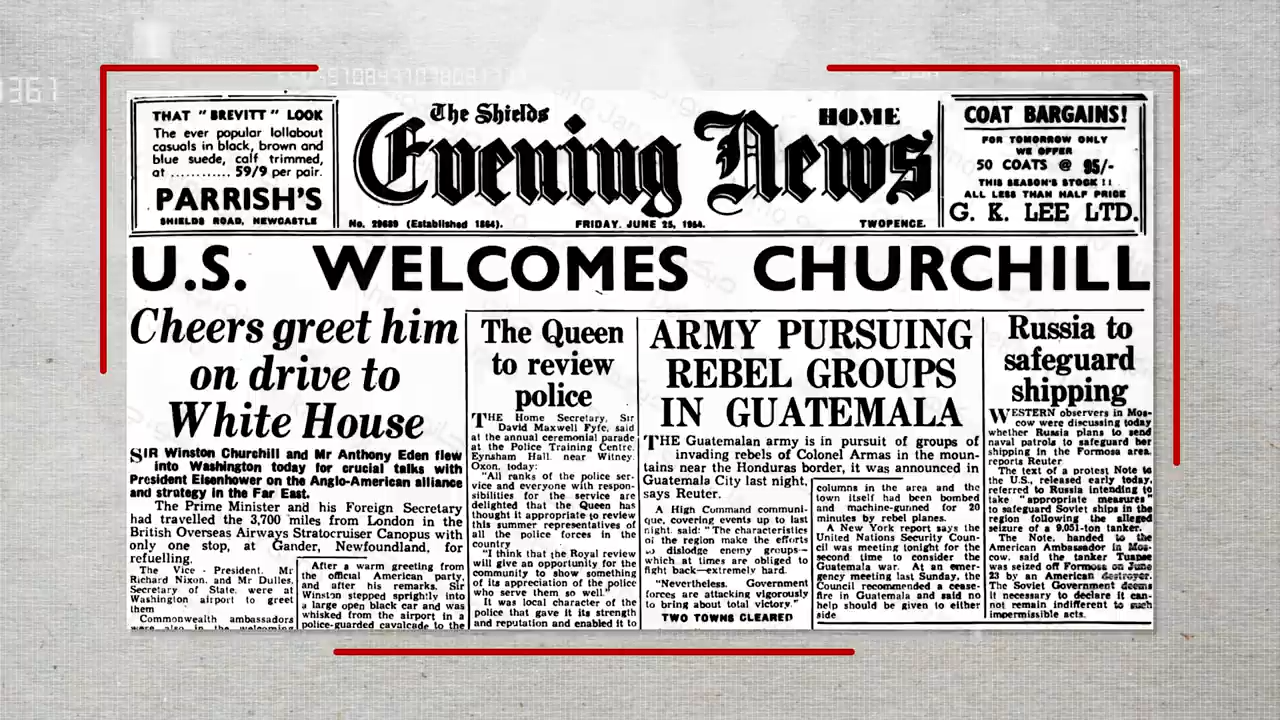 THAT "BREVITT" LOOK
The ever popular lollabout
casuals in black, brown and
blue suede, calf trimmed,
at ............ 59/9 per pair.
PARRISH'S
SHIELDS ROAD, NEWCASTLE
The Shields
HOME
Evening News
No. 29689 (Established 1864).
FRIDAY, JUNE 25, 1954.
TWOPENCE.
COAT BARGAINS!
FOR TOMORROW ONLY
WE OFFER
50 COATS @ 95/-
THIS SEASON'S STOCK !!
ALL LESS THAN HALF PRICE
G. K. LEE LTD.
U.S. WELCOMES CHURCHILL
Cheers greet him
on drive to
White House
SIR Winston Churchill and Mr Anthony Eden flew
into Washington today for crucial talks with
President Eisenhower on the Anglo-American alliance
and strategy in the Far East.
The Prime Minister and his Foreign Secretary
had travelled the 3,700 miles from London in the
British Overseas Airways Stratocruiser Canopus with
only one stop, at Gander, Newfoundland, for
refuelling.
The Vice - President, Mr
Richard Nixon, and Mr Dulles,
Secretary of State, were at
Washington airport to greet
them
Commonwealth ambassadors
were also in the welcoming
After a warm greeting from
the official American party,
and after his remarks, Sir
Winston stepped sprightly into
a large open black car and was
whisked from the airport in a
police-guarded cavalcade to the
The Queen
to review
police
THE Home Secretary, Sir
David Maxwell Fyfe, said
at the annual ceremonial parade
at the Police Training Centre,
Eynsham Hall, near Witney,
Oxon, today:
"All ranks of the police ser-
vice and everyone with respon-
sibilities for the service are
delighted that the Queen has
thought it appropriate to review
this summer representatives of
all the police forces in the
country
"I think that the Royal review
will give an opportunity for the
community to show something
of its appreciation of the police
who serve them so well."
It was local character of the
police that gave it its strength
and reputation and enabled it to
ARMY PURSUING
REBEL GROUPS
IN GUATEMALA
THE Guatemalan army is in pursuit of groups of
invading rebels of Colonel Armas in the moun-
tains near the Honduras border, it was announced in
Guatemala City last night,
says Reuter.
A High Command communi-
que, covering events up to last
night said: "The characteristics
of the region make the efforts
to dislodge enemy groups—
which at times are obliged to
fight back—extremely hard.
"Nevertheless, Government
forces are attacking vigorously
to bring about total victory."
TWO TOWNS CLEARED
columns in the area and the
town itself had been bombed
and machine-gunned for 20
minutes by rebel planes.
A New York report says the
United Nations Security Coun-
cil was meeting tonight for the
second time to consider the
Guatemala war. At an emer-
gency meeting last Sunday, the
Council recommended a cease-
fire in Guatemala and said no
help should be given to either
side
Russia to
safeguard
shipping
WESTERN observers in Mos-
cow were discussing today
whether Russia plans to send
naval patrols to safeguard her
shipping in the Formosa area,
reports Reuter
The text of a protest Note to
the U.S., released early today,
referred to Russia intending to
take "appropriate measures"
to safeguard Soviet ships in the
region following the alleged
seizure of a 9,051-ton tanker.
The Note, handed to the
American Ambassador in Mos-
cow, said the tanker Tuapse
was seized off Formosa on June
23 by an American destroyer.
The Soviet Government deems
it necessary to declare it can-
not remain indifferent to such
impermissible acts.